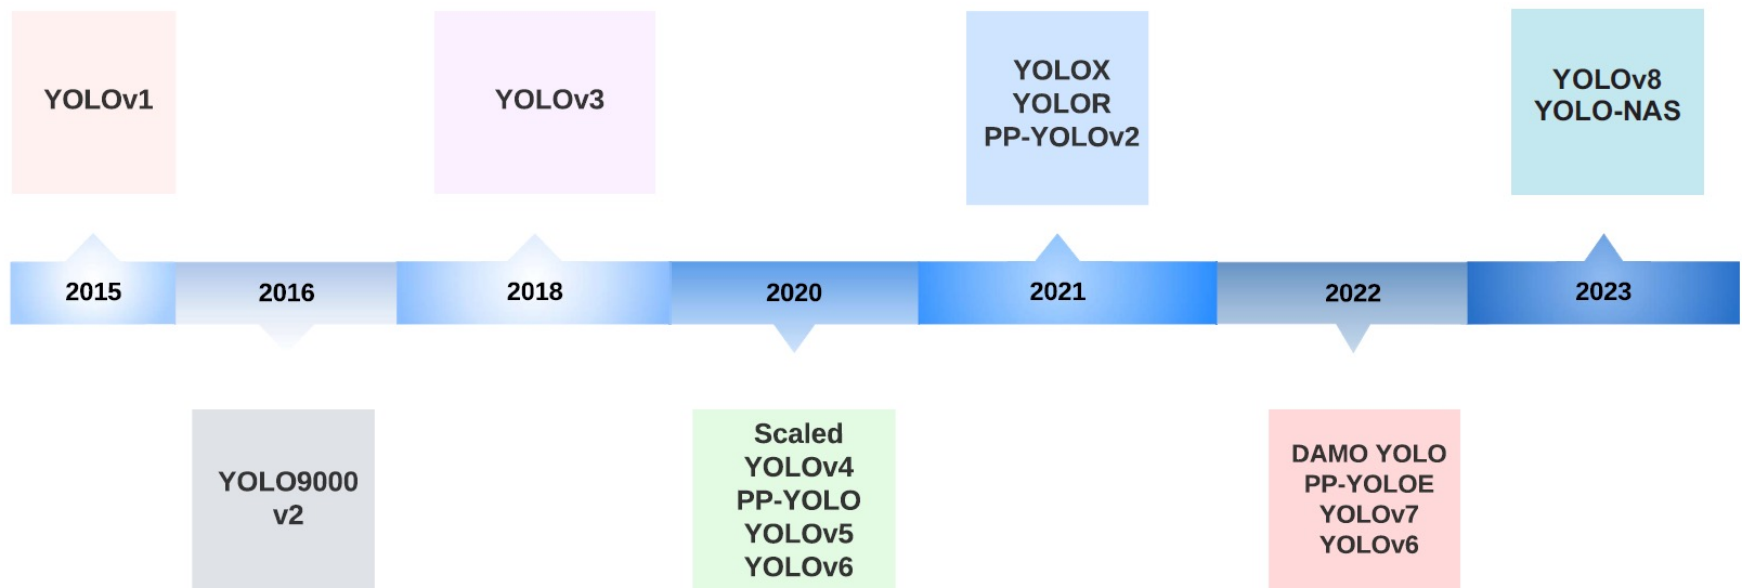 YOLOv1
YOLOv3
YOLOX
YOLOR
PP-YOLOv2
YOLOv8
YOLO-NAS
2015
2016
2018
2020
2021
2022
2023
YOLO9000
v2
Scaled
YOLOv4
PP-YOLO
YOLOv5
YOLOv6
DAMO YOLO
PP-YOLOE
YOLOv7
YOLOv6